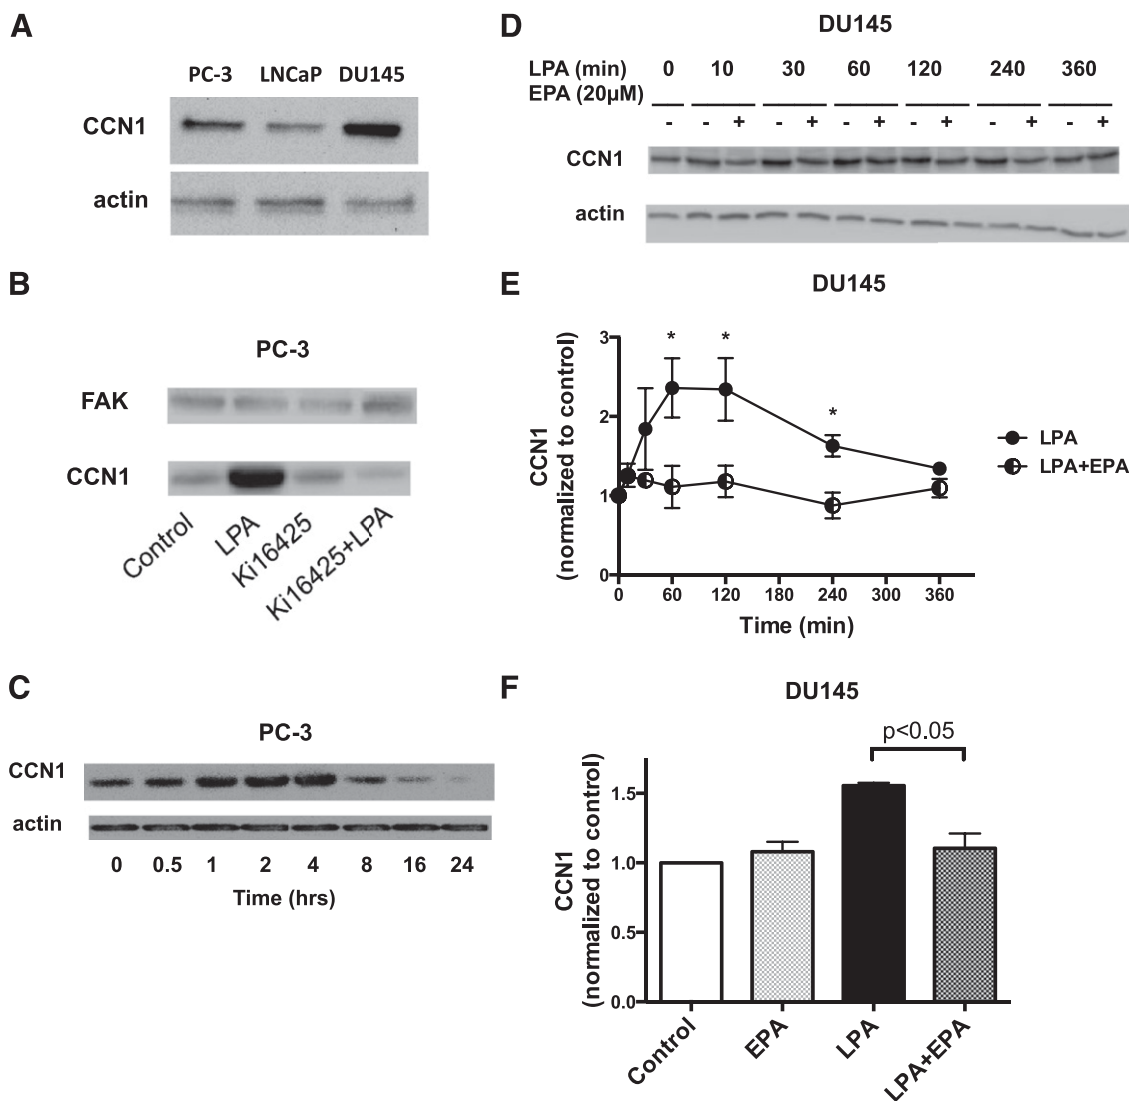 A
PC-3 LNCaP DU145
CCN1
actin
B
PC-3
FAK
CCN1
Control LPA Ki16425 Ki16425+LPA
C
PC-3
CCN1
actin
0 0.5 1 2 4 8 16 24
Time (hrs)
D
DU145
LPA (min) 0 10 30 60 120 240 360
EPA (20µM)
- - + - + - + - + - + - +
CCN1
actin
E
DU145
CCN1
(normalized to control)
3
2
1
0
0 60 120 180 240 300 360
Time (min)
* * *
LPA
LPA+EPA
F
DU145
p<0.05
CCN1
(normalized to control)
1.5
1.0
0.5
0.0
Control EPA LPA LPA+EPA